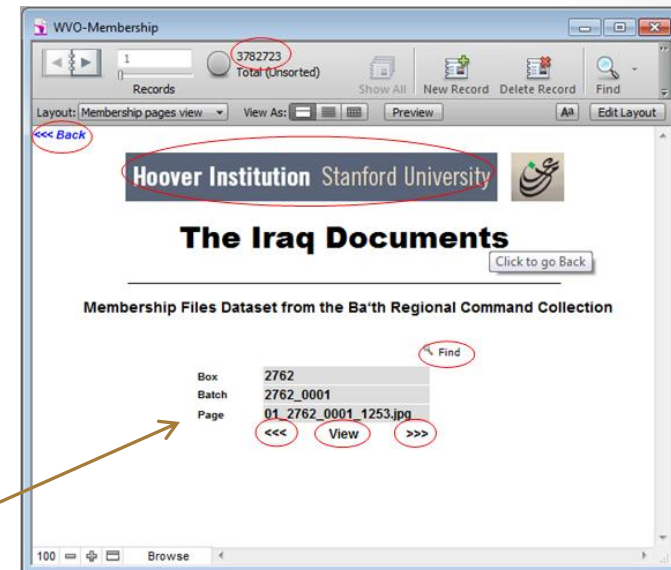 WVO-Membership
1
3782723
Total (Unsorted)
Records
Show All
New Record
Delete Record
Find
Layout: Membership pages view
View As:
Preview
Aa
Edit Layout
<<< Back
Hoover Institution Stanford University
The Iraq Documents
Click to go Back
Membership Files Dataset from the Ba'th Regional Command Collection
Find
Box 2762
Batch 2762_0001
Page 01_2762_0001_1253.jpg
<<< View >>>
100
Browse